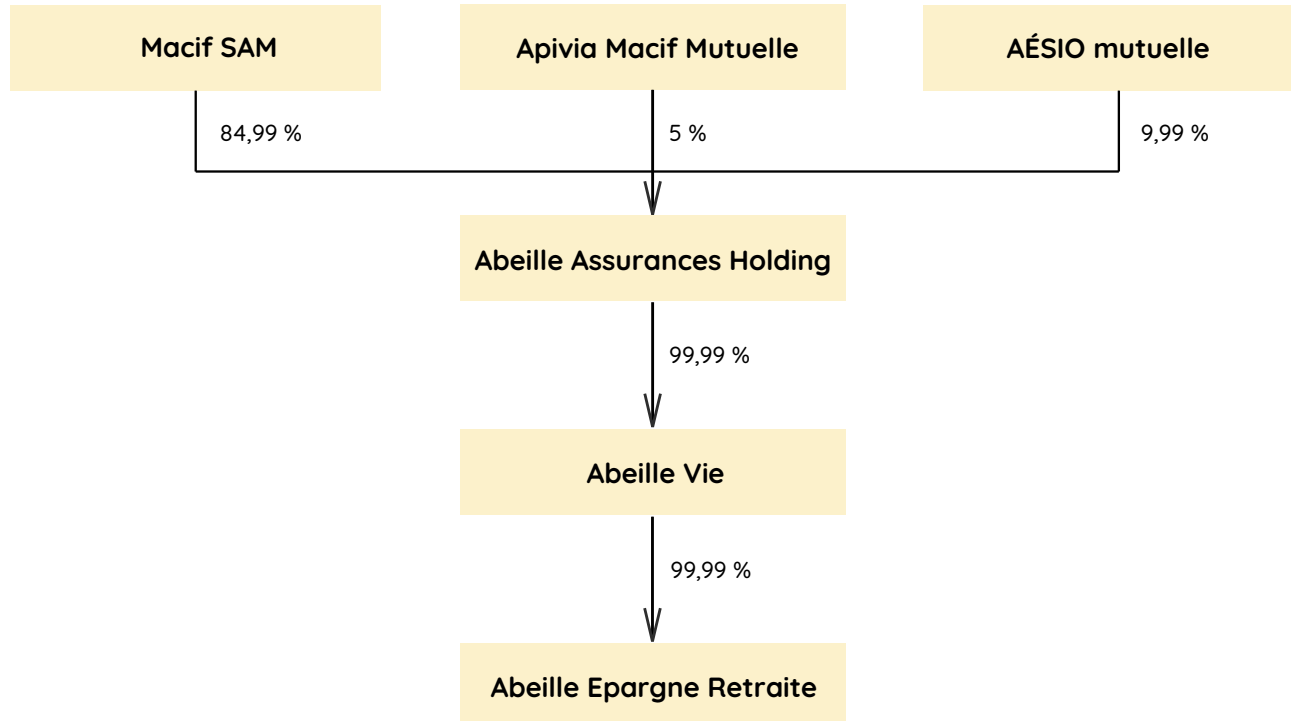 Macif SAM
Apivia Macif Mutuelle
AÉSIO mutuelle
84,99 %
5 %
9,99 %
Abeille Assurances Holding
99,99 %
Abeille Vie
99,99 %
Abeille Epargne Retraite